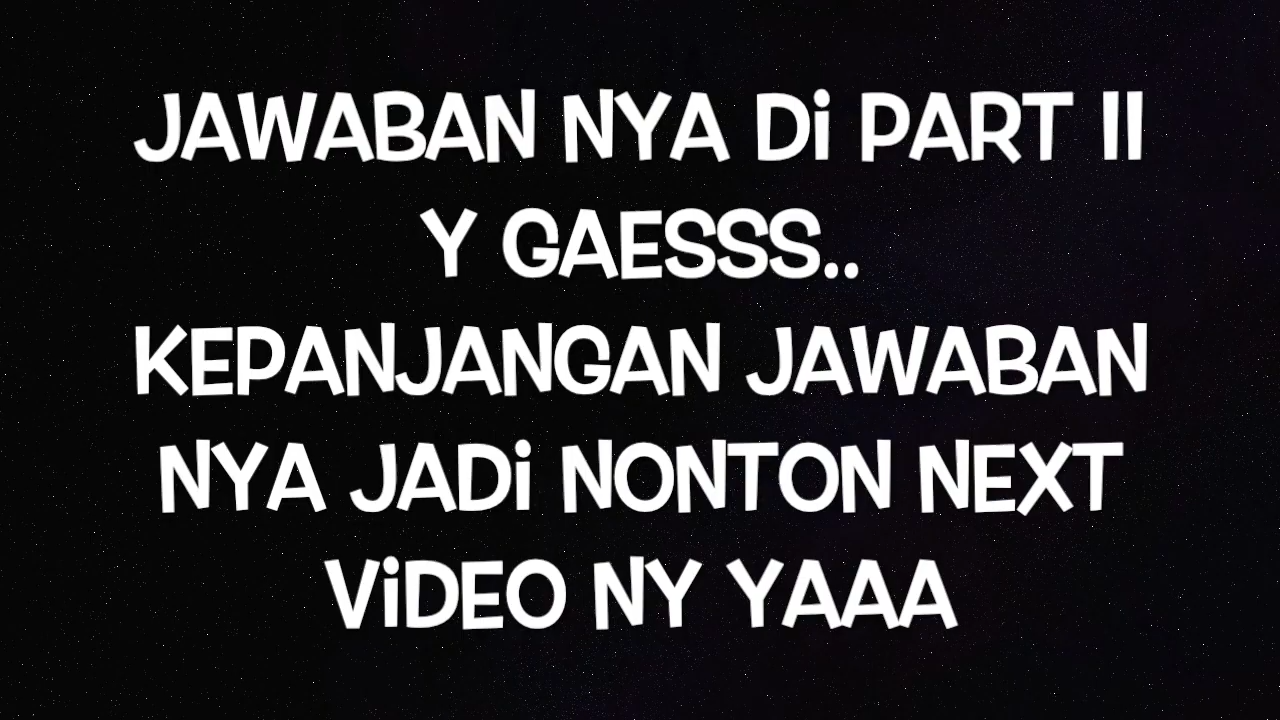 JAWABAN NYA Di PART II
Y GAESSS..
KEPANJANGAN JAWABAN
NYA JADi NONTON NEXT
ViDEO NY YAAA